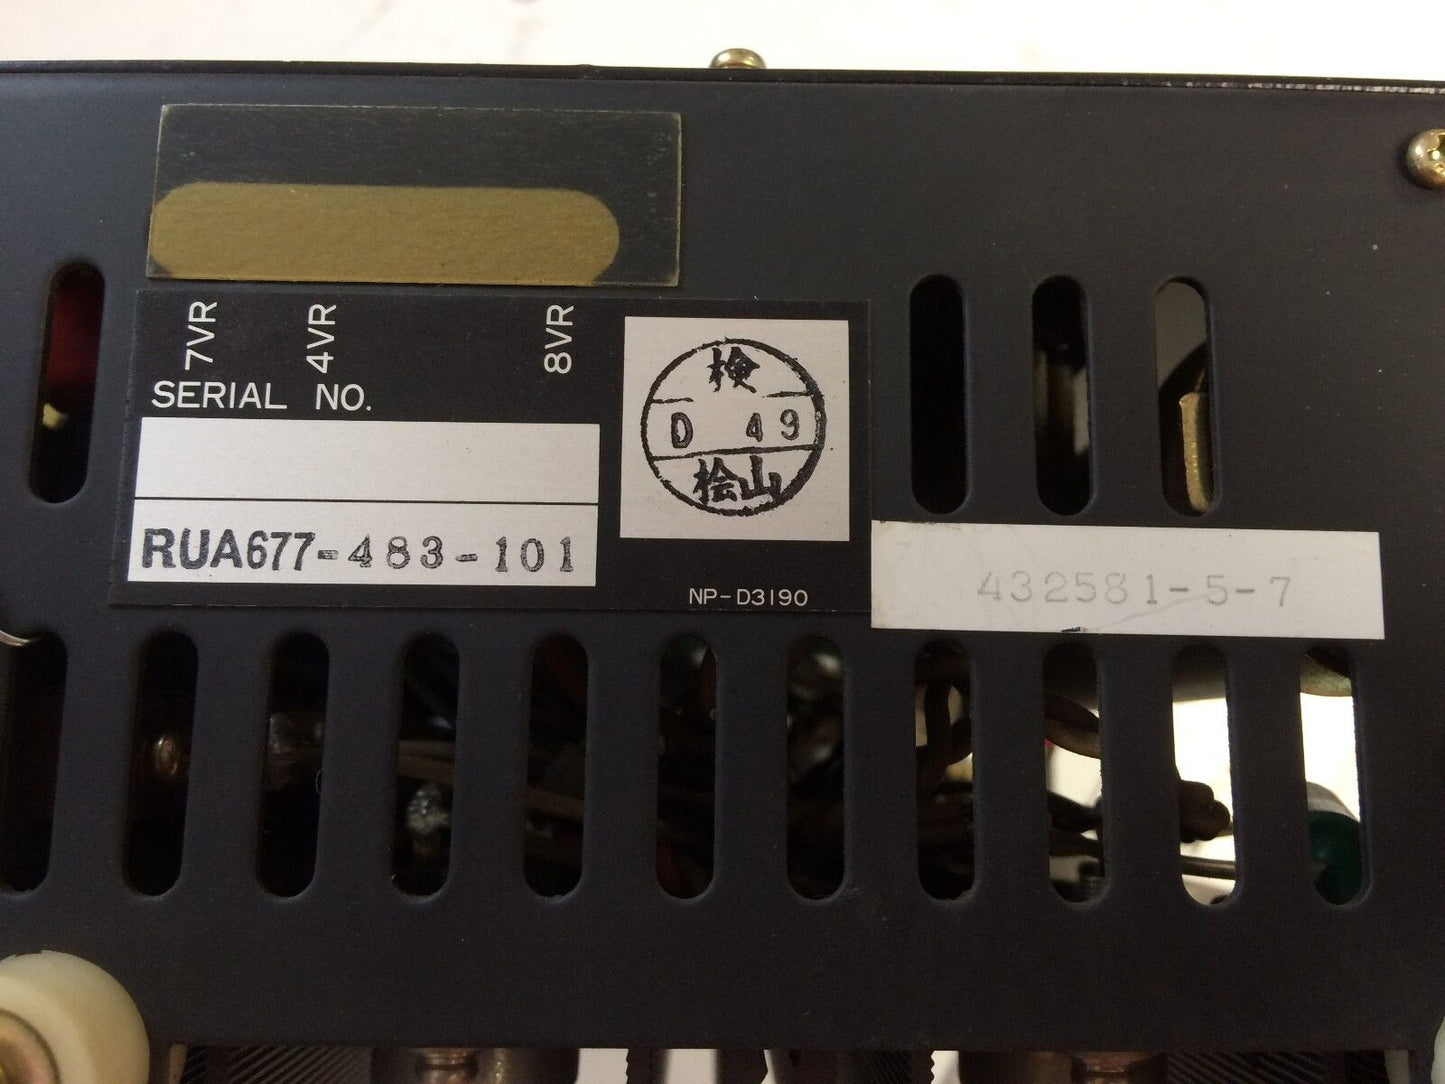 7VR
4VR
8VR
SERIAL NO.
RUA677-483-101
検
D 49
桧山
NP-D3190
432581-5-7